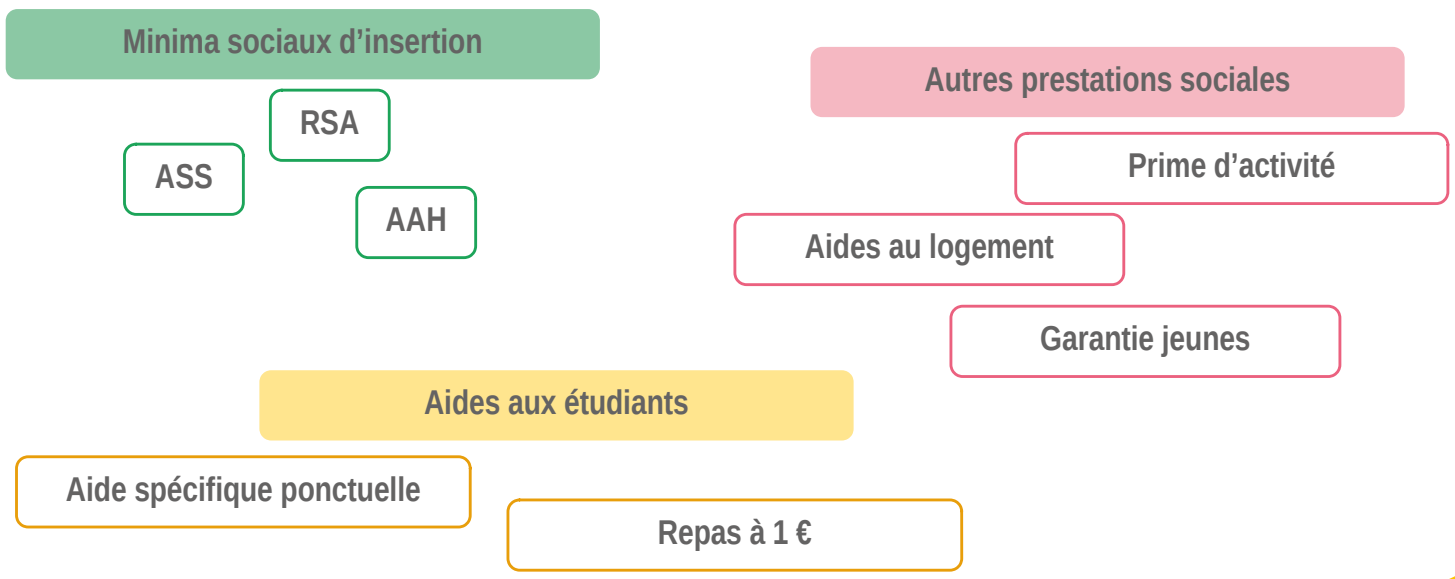 Minima sociaux d’insertion
RSA
ASS
AAH
Autres prestations sociales
Prime d’activité
Aides au logement
Garantie jeunes
Aides aux étudiants
Aide spécifique ponctuelle
Repas à 1 €